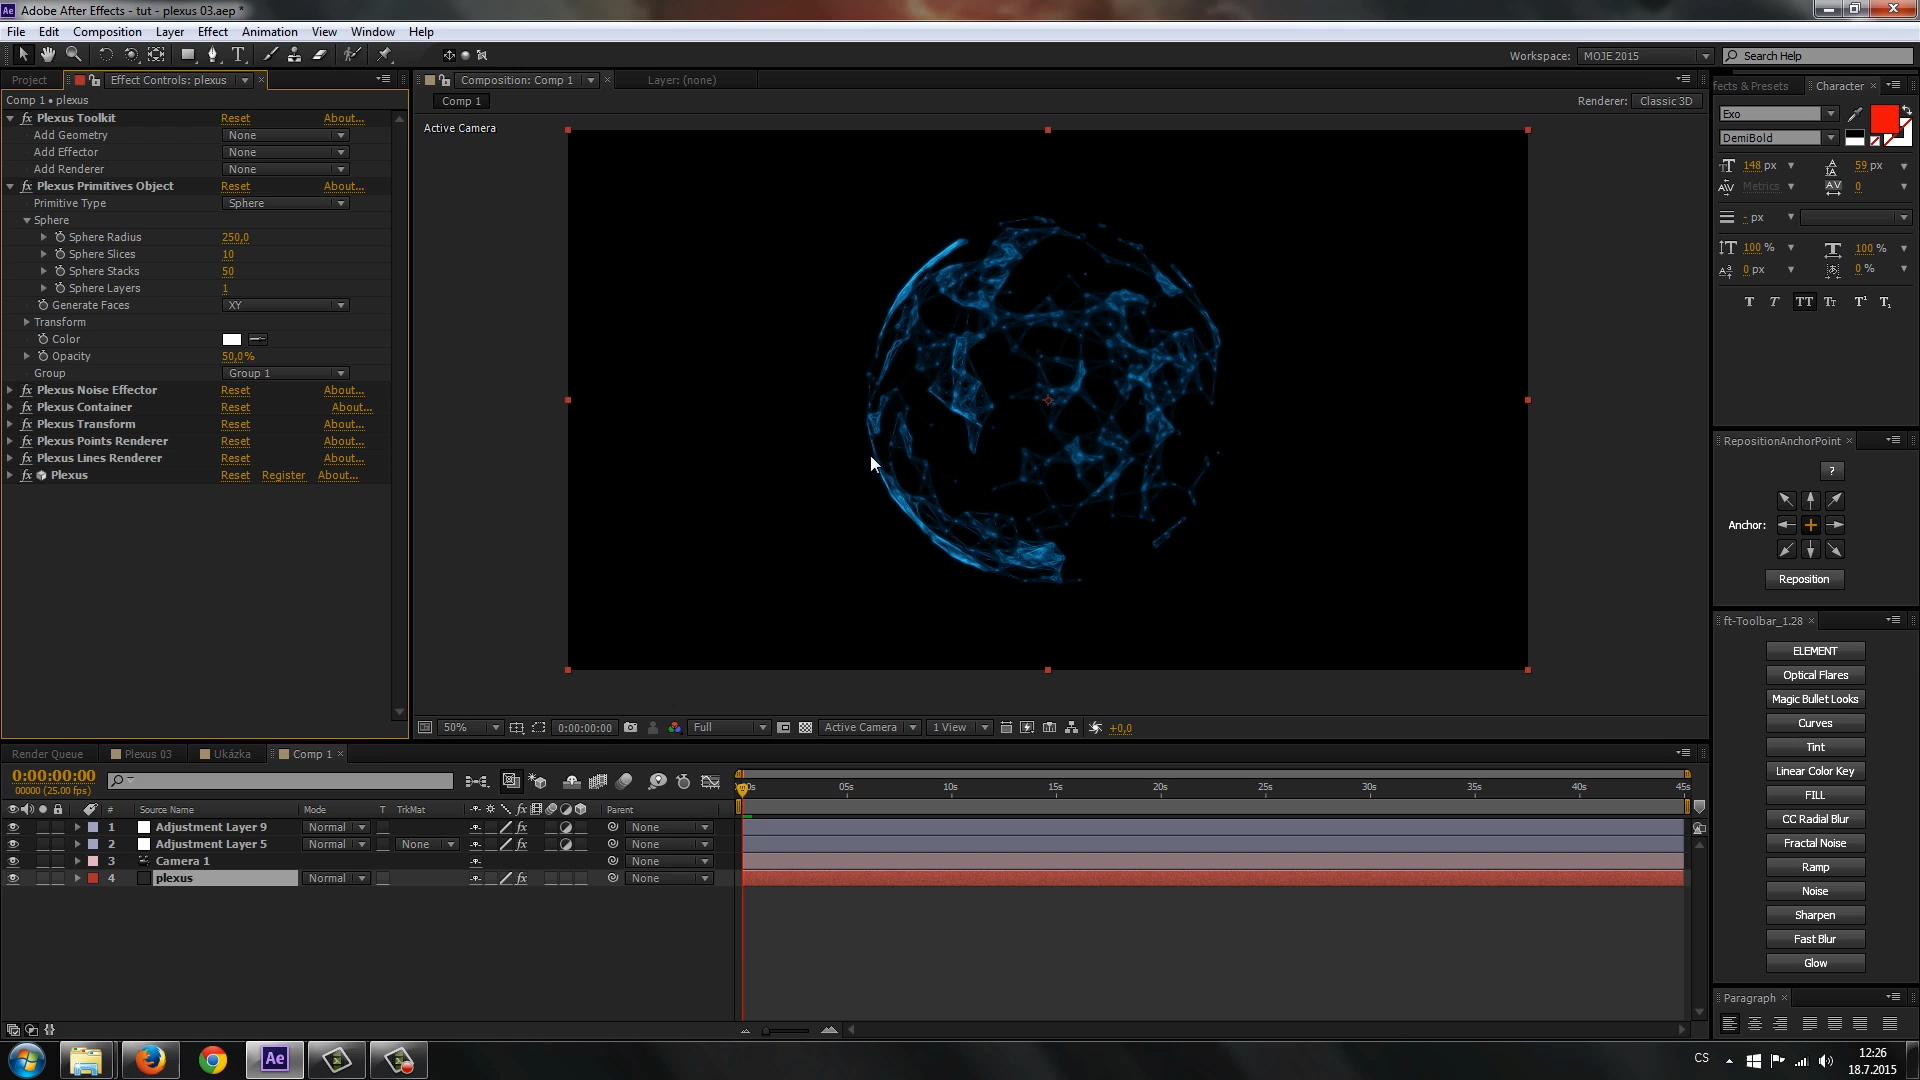 Adobe After Effects - tut - plexus 03.aep *
File Edit Composition Layer Effect Animation View Window Help
Workspace: MOJE 2015 Search Help
Project Effect Controls: plexus
Comp 1 • plexus
Plexus Toolkit Reset About...
Add Geometry None
Add Effector None
Add Renderer None
Plexus Primitives Object Reset About...
Primitive Type Sphere
Sphere
Sphere Radius 250,0
Sphere Slices 10
Sphere Stacks 50
Sphere Layers 1
Generate Faces XY
Transform
Color
Opacity 50,0%
Group Group 1
Plexus Noise Effector Reset About...
Plexus Container Reset About...
Plexus Transform Reset About...
Plexus Points Renderer Reset About...
Plexus Lines Renderer Reset About...
Plexus Reset Register About...
Composition: Comp 1 Layer: (none)
Comp 1 Renderer: Classic 3D
Active Camera
50% 0:00:00:00 Full Active Camera 1 View +0,0
fects & Presets Character
Exo
DemiBold
148 px 59 px
Metrics 0
- px
100 % 100 %
0 px 0 %
RepositionAnchorPoint
?
Anchor:
Reposition
ft-Toolbar_1.28
ELEMENT
Optical Flares
Magic Bullet Looks
Curves
Tint
Linear Color Key
FILL
CC Radial Blur
Fractal Noise
Ramp
Noise
Sharpen
Fast Blur
Glow
Paragraph
Render Queue Plexus 03 Ukázka Comp 1
0:00:00:00
00000 (25.00 fps)
05s 10s 15s 20s 25s 30s 35s 40s 45s
# Source Name Mode T TrkMat Parent
1 Adjustment Layer 9 Normal None
2 Adjustment Layer 5 Normal None None
3 Camera 1 None
4 plexus Normal None
CS 12:26
18.7.2015